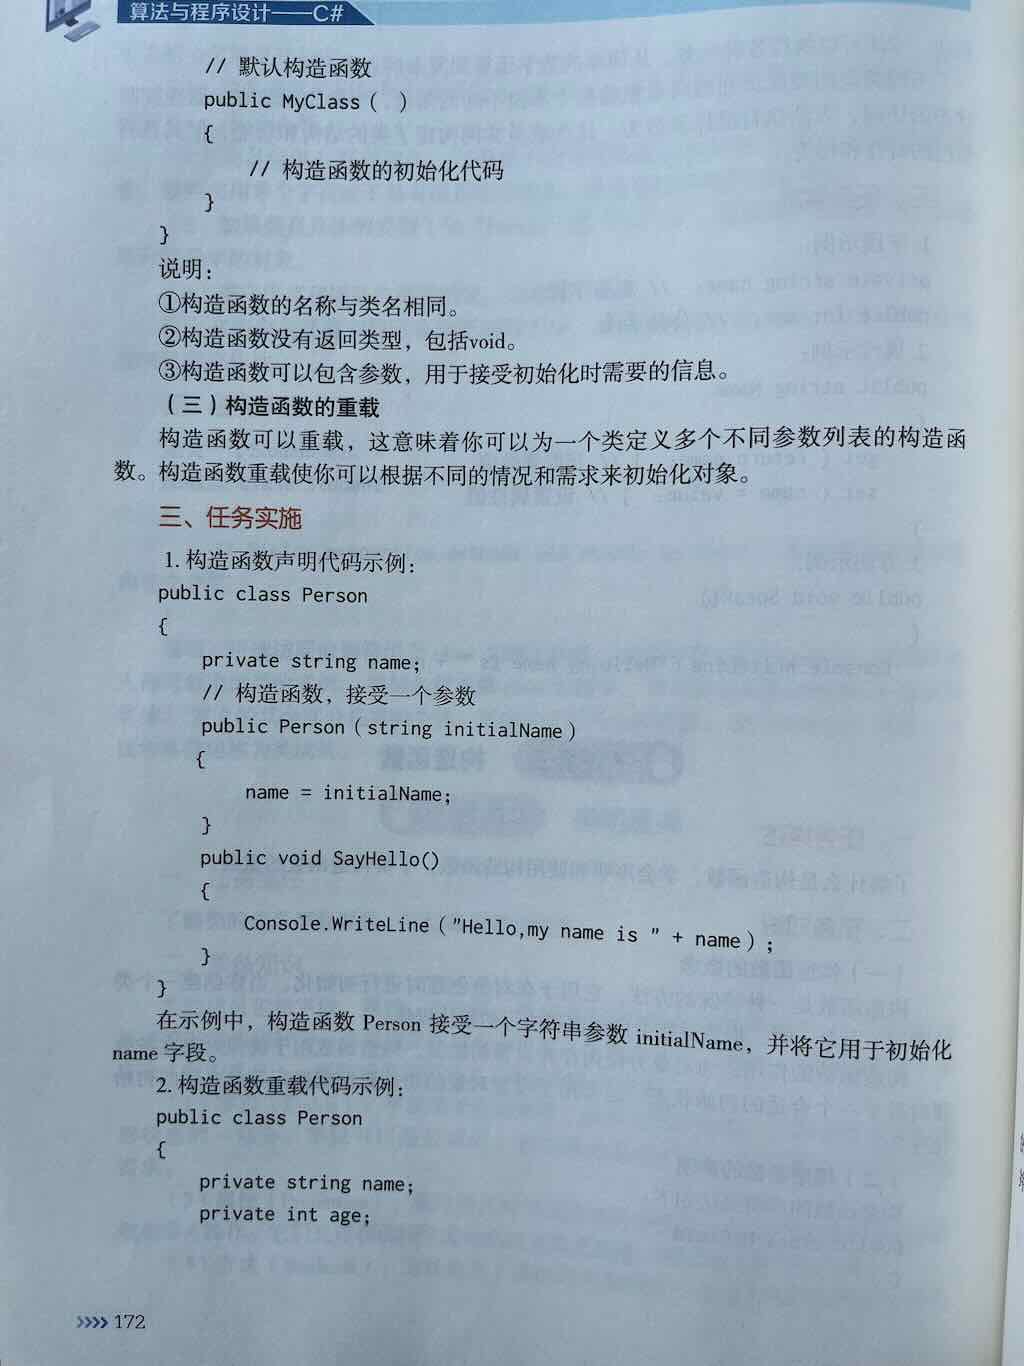 算法与程序设计——C#
// 默认构造函数
public MyClass（ ）
{
// 构造函数的初始化代码
}
}
说明：
①构造函数的名称与类名相同。
②构造函数没有返回类型，包括void。
③构造函数可以包含参数，用于接受初始化时需要的信息。
（三）构造函数的重载
构造函数可以重载，这意味着你可以为一个类定义多个不同参数列表的构造函
数。构造函数重载使你可以根据不同的情况和需求来初始化对象。
三、任务实施
1. 构造函数声明代码示例：
public class Person
{
private string name；
// 构造函数，接受一个参数
public Person（string initialName）
{
name = initialName；
}
public void SayHello()
{
Console.WriteLine（"Hello,my name is " + name）；
}
}
在示例中，构造函数 Person 接受一个字符串参数 initialName，并将它用于初始化
name 字段。
2. 构造函数重载代码示例：
public class Person
{
private string name；
private int age；
172